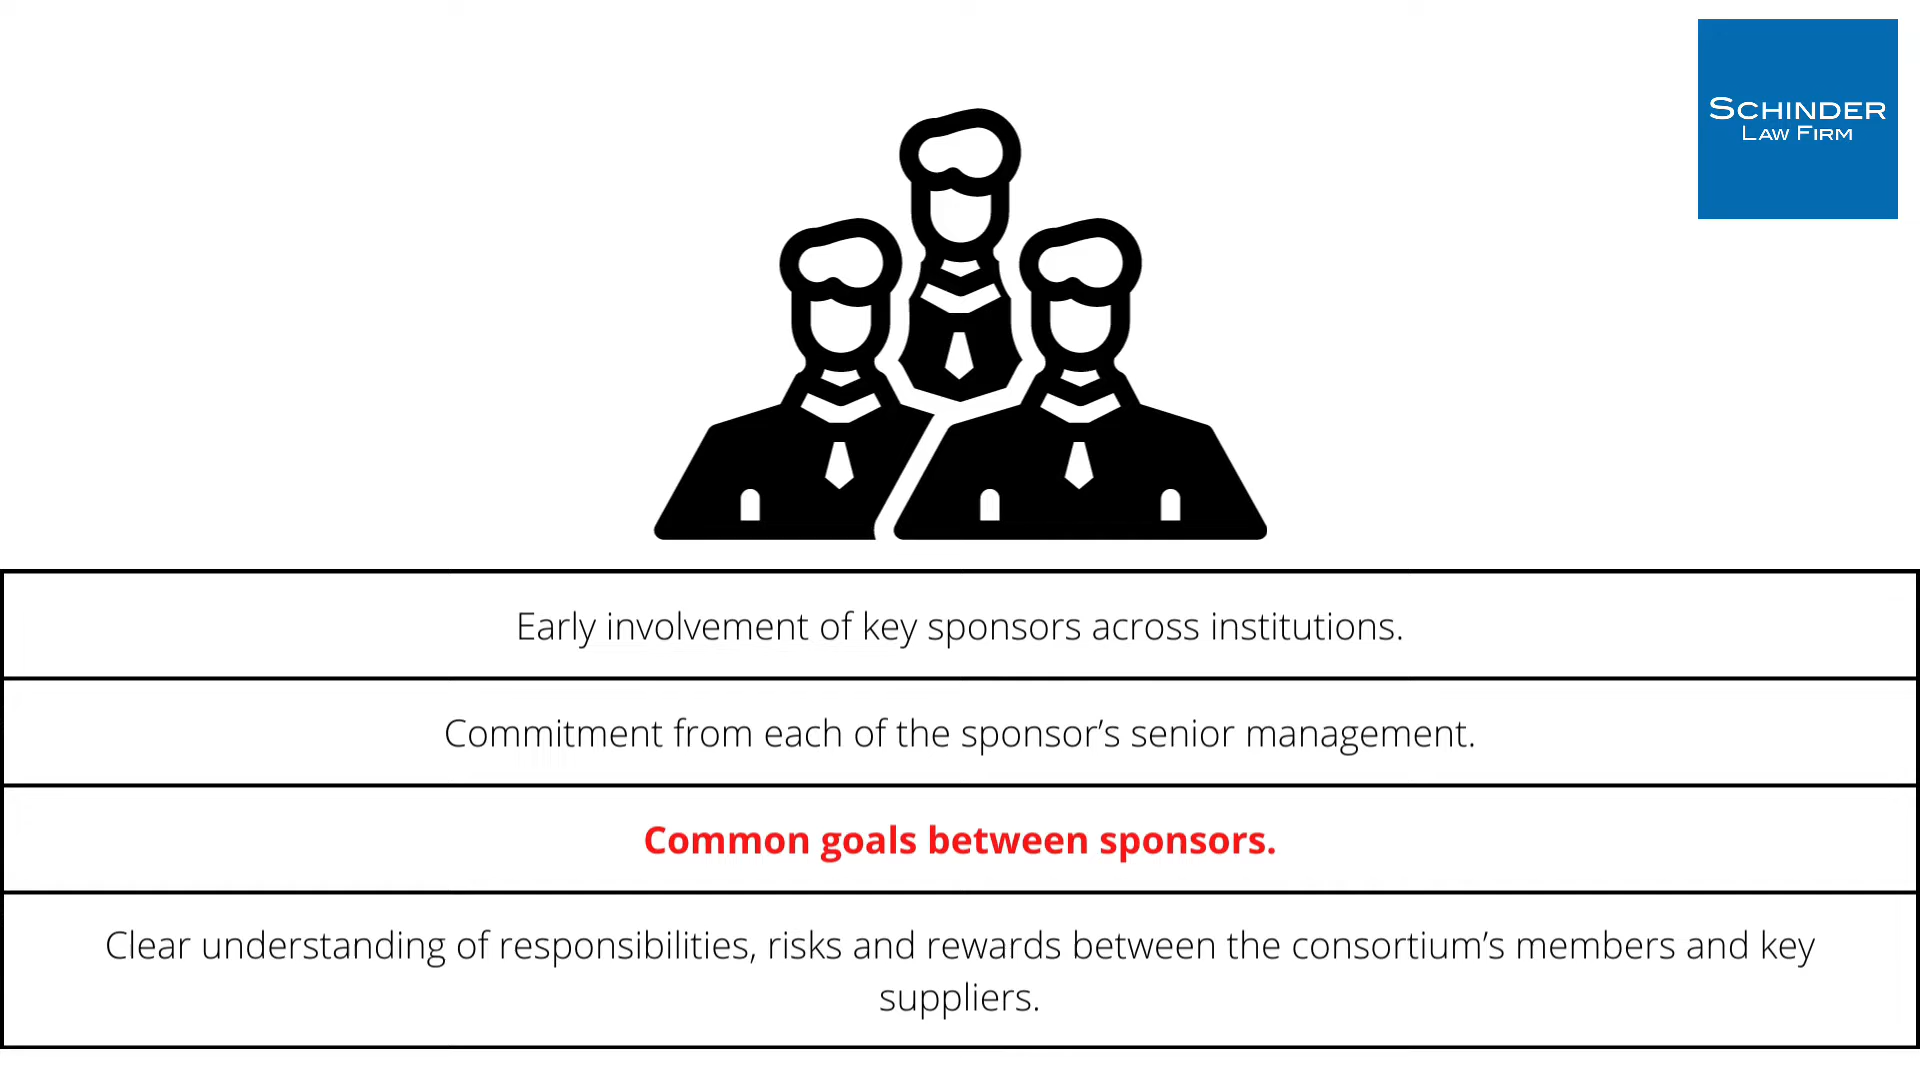 SCHINDER
LAW FIRM
Early involvement of key sponsors across institutions.
Commitment from each of the sponsor’s senior management.
Common goals between sponsors.
Clear understanding of responsibilities, risks and rewards between the consortium’s members and key
suppliers.